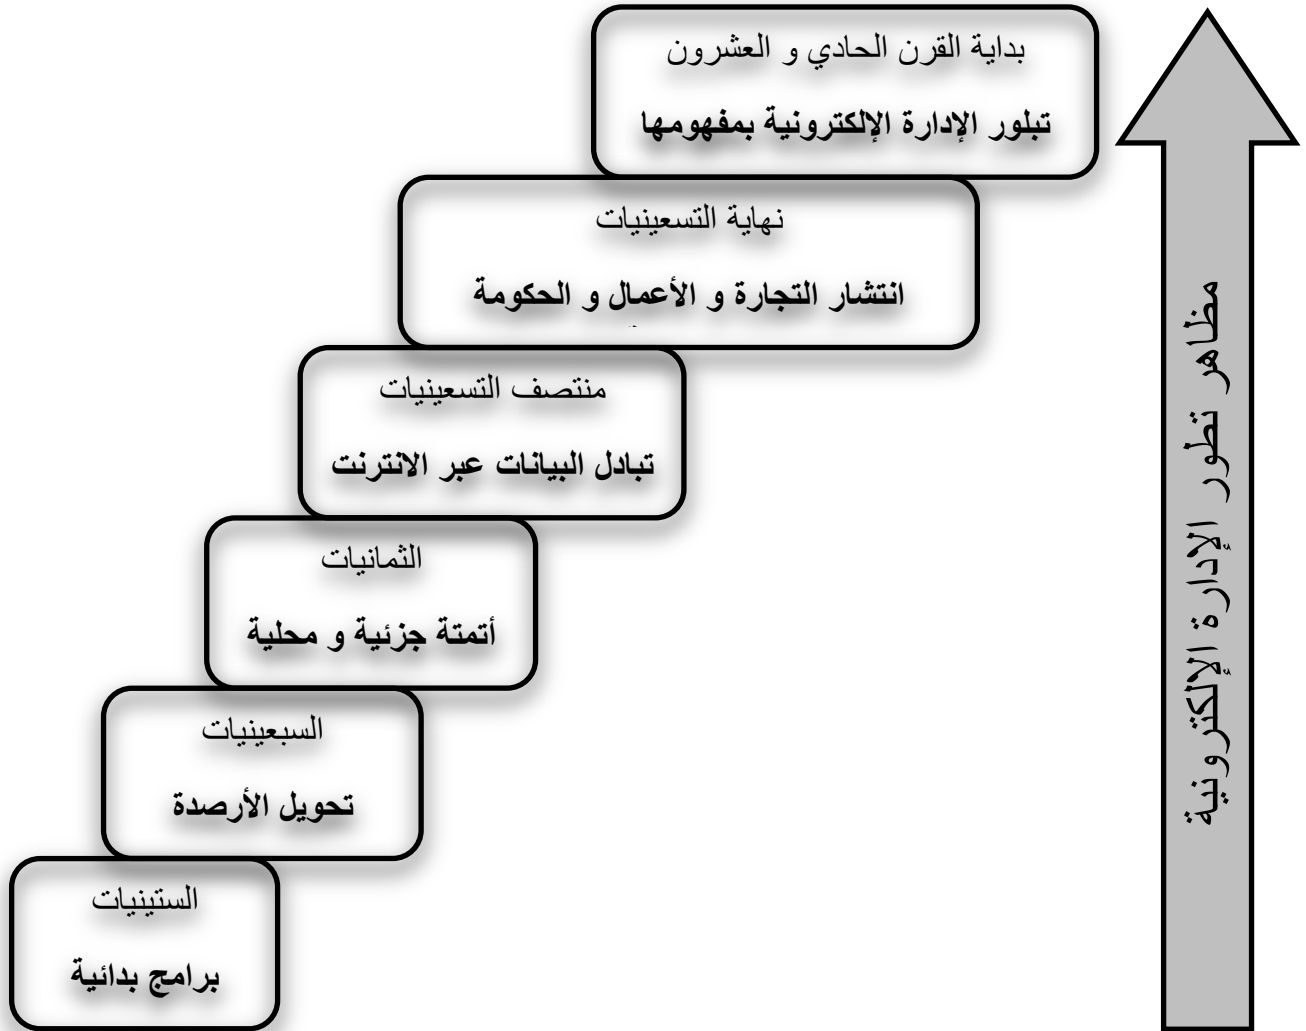 بداية القرن الحادي و العشرون
تبلور الإدارة الإلكترونية بمفهومها
نهاية التسعينيات
انتشار التجارة و الأعمال و الحكومة
منتصف التسعينيات
تبادل البيانات عبر الانترنت
الثمانيات
أتمتة جزئية و محلية
السبعينيات
تحويل الأرصدة
الستينيات
برامج بدائية
مظاهر تطور الإدارة الإلكترونية